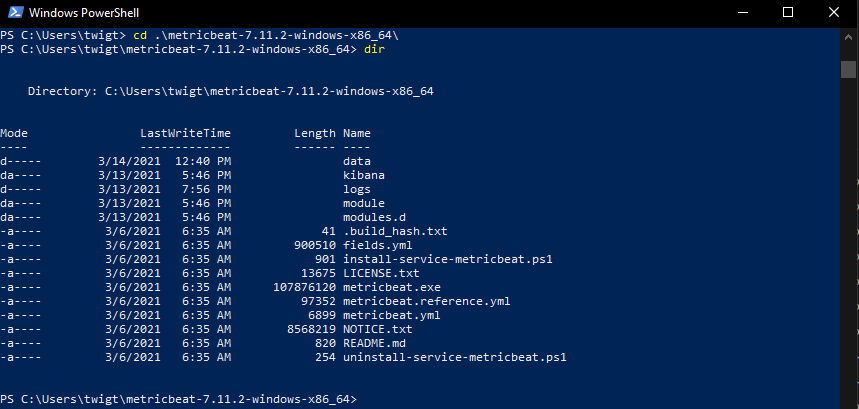 Windows PowerShell
PS C:\Users\twigt> cd .\metricbeat-7.11.2-windows-x86_64\
PS C:\Users\twigt\metricbeat-7.11.2-windows-x86_64> dir
Directory: C:\Users\twigt\metricbeat-7.11.2-windows-x86_64
Mode LastWriteTime Length Name
---- ------------- ------ ----
d----- 3/14/2021 12:40 PM data
da---- 3/13/2021 5:46 PM kibana
d----- 3/13/2021 7:56 PM logs
da---- 3/13/2021 5:46 PM module
da---- 3/13/2021 5:46 PM modules.d
-a---- 3/6/2021 6:35 AM 41 .build_hash.txt
-a---- 3/6/2021 6:35 AM 900510 fields.yml
-a---- 3/6/2021 6:35 AM 901 install-service-metricbeat.ps1
-a---- 3/6/2021 6:35 AM 13675 LICENSE.txt
-a---- 3/6/2021 6:35 AM 107876120 metricbeat.exe
-a---- 3/6/2021 6:35 AM 97352 metricbeat.reference.yml
-a---- 3/6/2021 6:35 AM 6899 metricbeat.yml
-a---- 3/6/2021 6:35 AM 8568219 NOTICE.txt
-a---- 3/6/2021 6:35 AM 820 README.md
-a---- 3/6/2021 6:35 AM 254 uninstall-service-metricbeat.ps1
PS C:\Users\twigt\metricbeat-7.11.2-windows-x86_64>